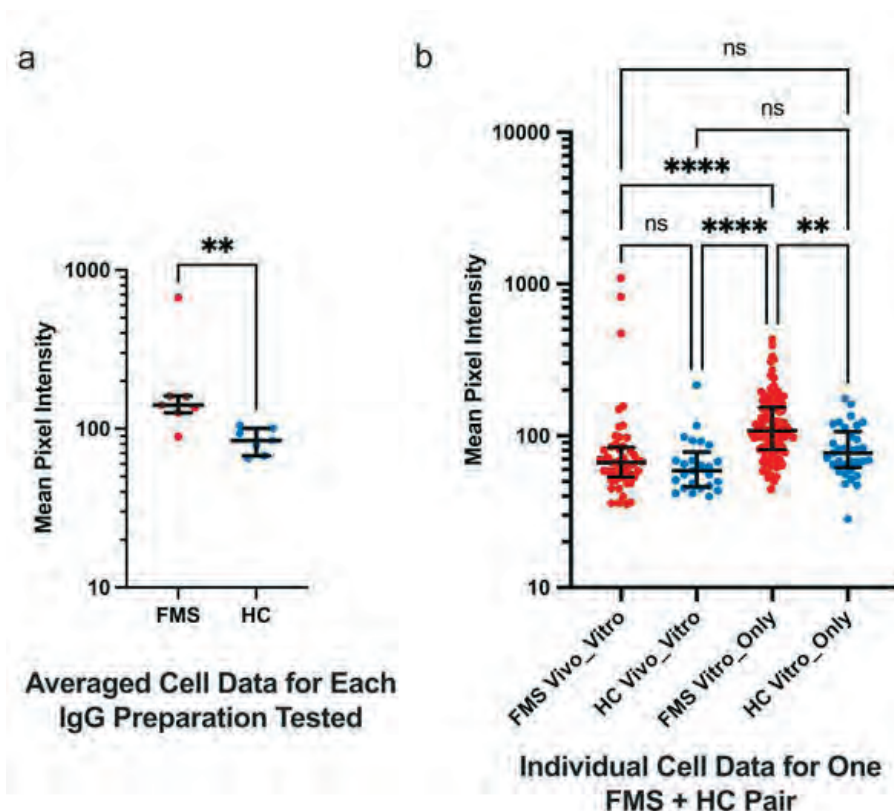 a
**
1000
100
10
Mean Pixel Intensity
FMS
HC
Averaged Cell Data for Each
IgG Preparation Tested
b
ns
ns
****
ns
****
**
10000
1000
100
10
Mean Pixel Intensity
FMS Vivo_Vitro
HC Vivo_Vitro
FMS Vitro_Only
HC Vitro_Only
Individual Cell Data for One
FMS + HC Pair